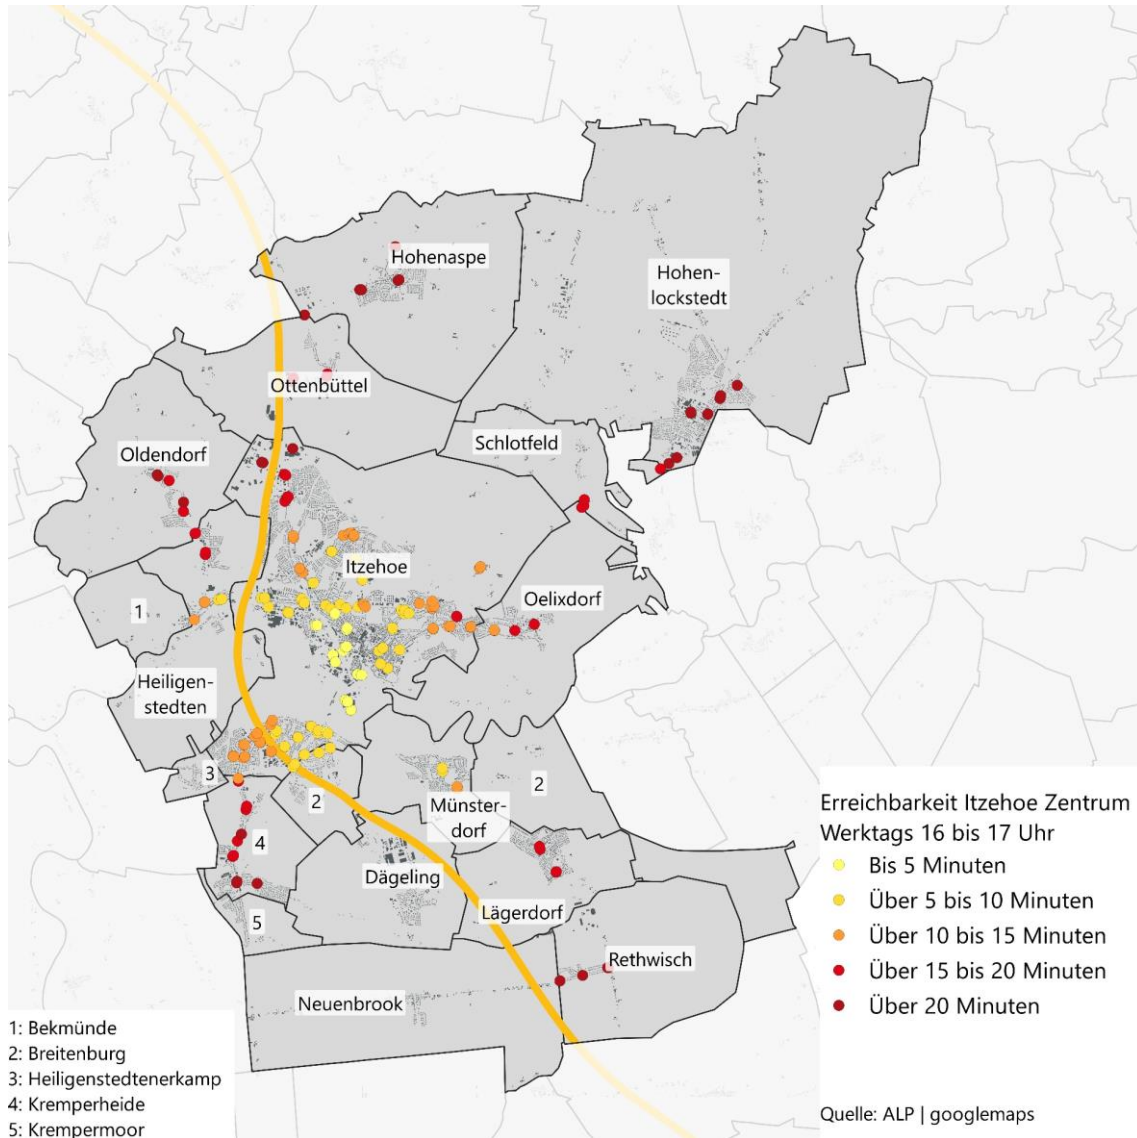 Hohenaspe
Hohen-
lockstedt
Ottenbüttel
Schlotfeld
Oldendorf
Itzehoe
Oelixdorf
1
Heiligen-
stedten
3
2
Münster-
dorf
2
4
Dägeling
Lägerdorf
5
Rethwisch
Neuenbrook
Erreichbarkeit Itzehoe Zentrum
Werktags 16 bis 17 Uhr
Bis 5 Minuten
Über 5 bis 10 Minuten
Über 10 bis 15 Minuten
Über 15 bis 20 Minuten
Über 20 Minuten
1: Bekmünde
2: Breitenburg
3: Heiligenstedtenerkamp
4: Kremperheide
5: Krempermoor
Quelle: ALP | googlemaps